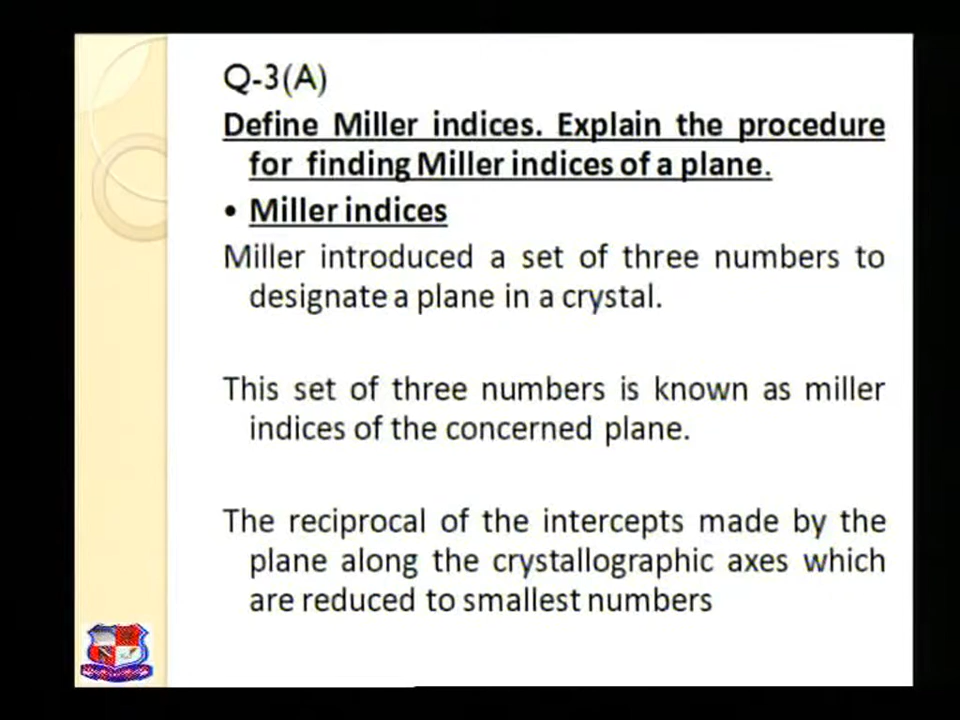 Q-3(A)
Define Miller indices. Explain the procedure
for finding Miller indices of a plane.
• Miller indices
Miller introduced a set of three numbers to
designate a plane in a crystal.
This set of three numbers is known as miller
indices of the concerned plane.
The reciprocal of the intercepts made by the
plane along the crystallographic axes which
are reduced to smallest numbers